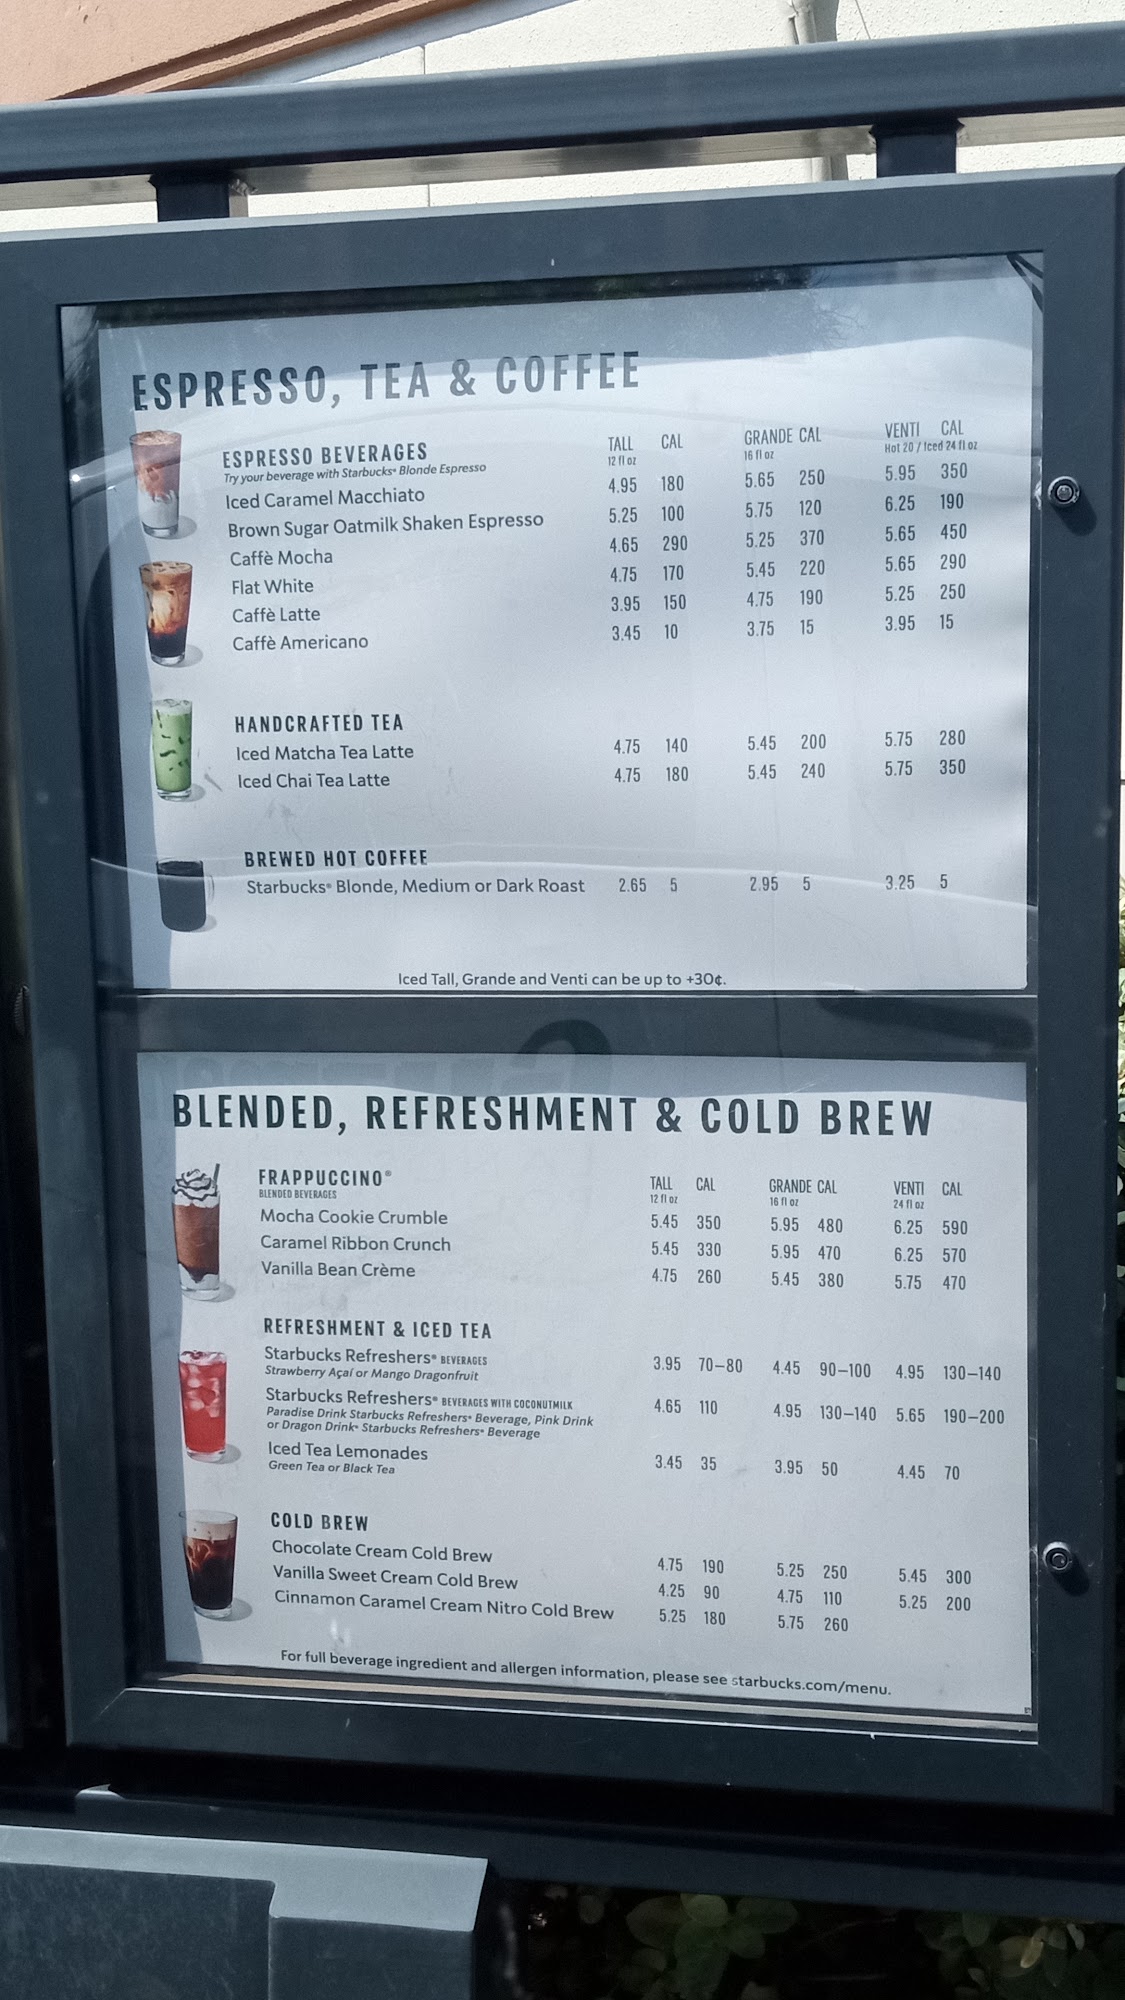 ESPRESSO, TEA & COFFEE
ESPRESSO BEVERAGES TALL CAL GRANDE CAL VENTI CAL
Try your beverage with Starbucks® Blonde Espresso 12 fl oz 16 fl oz Hot 20 / Iced 24 fl oz
Iced Caramel Macchiato 4.95 180 5.65 250 5.95 350
Brown Sugar Oatmilk Shaken Espresso 5.25 100 5.75 120 6.25 190
Caffè Mocha 4.65 290 5.25 370 5.65 450
Flat White 4.75 170 5.45 220 5.65 290
Caffè Latte 3.95 150 4.75 190 5.25 250
Caffè Americano 3.45 10 3.75 15 3.95 15
HANDCRAFTED TEA
Iced Matcha Tea Latte 4.75 140 5.45 200 5.75 280
Iced Chai Tea Latte 4.75 180 5.45 240 5.75 350
BREWED HOT COFFEE
Starbucks® Blonde, Medium or Dark Roast 2.65 5 2.95 5 3.25 5
Iced Tall, Grande and Venti can be up to +30¢.
BLENDED, REFRESHMENT & COLD BREW
FRAPPUCCINO® TALL CAL GRANDE CAL VENTI CAL
BLENDED BEVERAGES 12 fl oz 16 fl oz 24 fl oz
Mocha Cookie Crumble 5.45 350 5.95 480 6.25 590
Caramel Ribbon Crunch 5.45 330 5.95 470 6.25 570
Vanilla Bean Crème 4.75 260 5.45 380 5.75 470
REFRESHMENT & ICED TEA
Starbucks Refreshers® BEVERAGES 3.95 70–80 4.45 90–100 4.95 130–140
Strawberry Açaí or Mango Dragonfruit
Starbucks Refreshers® BEVERAGES WITH COCONUTMILK 4.65 110 4.95 130–140 5.65 190–200
Paradise Drink Starbucks Refreshers® Beverage, Pink Drink
or Dragon Drink® Starbucks Refreshers® Beverage
Iced Tea Lemonades 3.45 35 3.95 50 4.45 70
Green Tea or Black Tea
COLD BREW
Chocolate Cream Cold Brew 4.75 190 5.25 250 5.45 300
Vanilla Sweet Cream Cold Brew 4.25 90 4.75 110 5.25 200
Cinnamon Caramel Cream Nitro Cold Brew 5.25 180 5.75 260
For full beverage ingredient and allergen information, please see starbucks.com/menu.